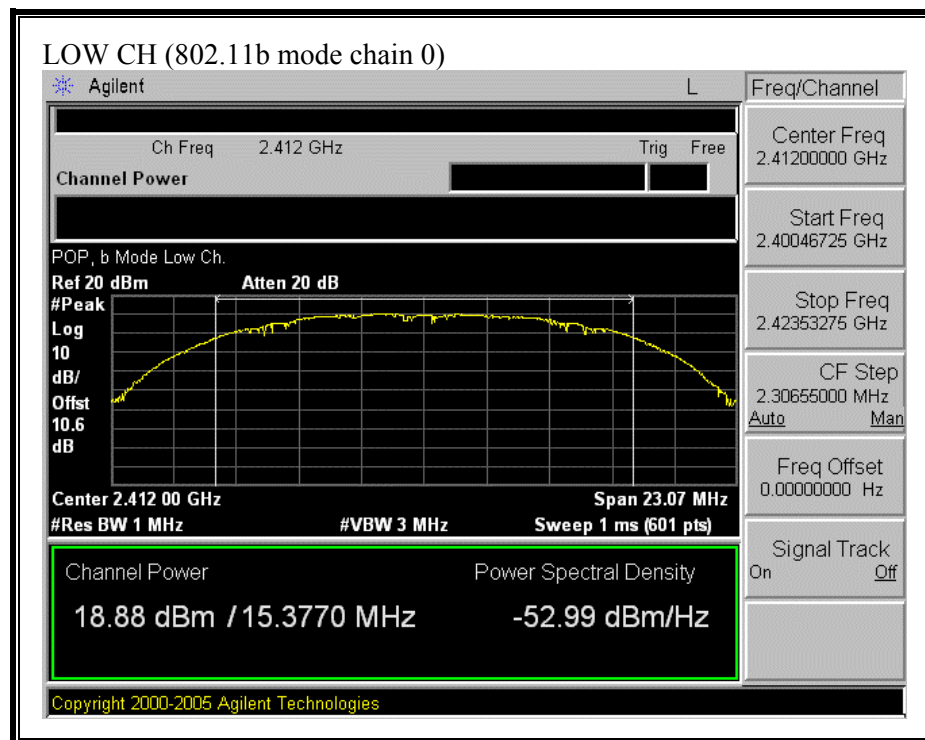 LOW CH (802.11b mode chain 0)
Agilent L Freq/Channel
Ch Freq 2.412 GHz Trig Free
Channel Power
Center Freq
2.41200000 GHz
Start Freq
2.40046725 GHz
POP, b Mode Low Ch.
Ref 20 dBm Atten 20 dB
#Peak
Log
10
dB/
Offst
10.6
dB
Stop Freq
2.42353275 GHz
CF Step
2.30655000 MHz
Auto Man
Freq Offset
0.00000000 Hz
Center 2.412 00 GHz Span 23.07 MHz
#Res BW 1 MHz #VBW 3 MHz Sweep 1 ms (601 pts)
Signal Track
On Off
Channel Power Power Spectral Density
18.88 dBm / 15.3770 MHz -52.99 dBm/Hz
Copyright 2000-2005 Agilent Technologies